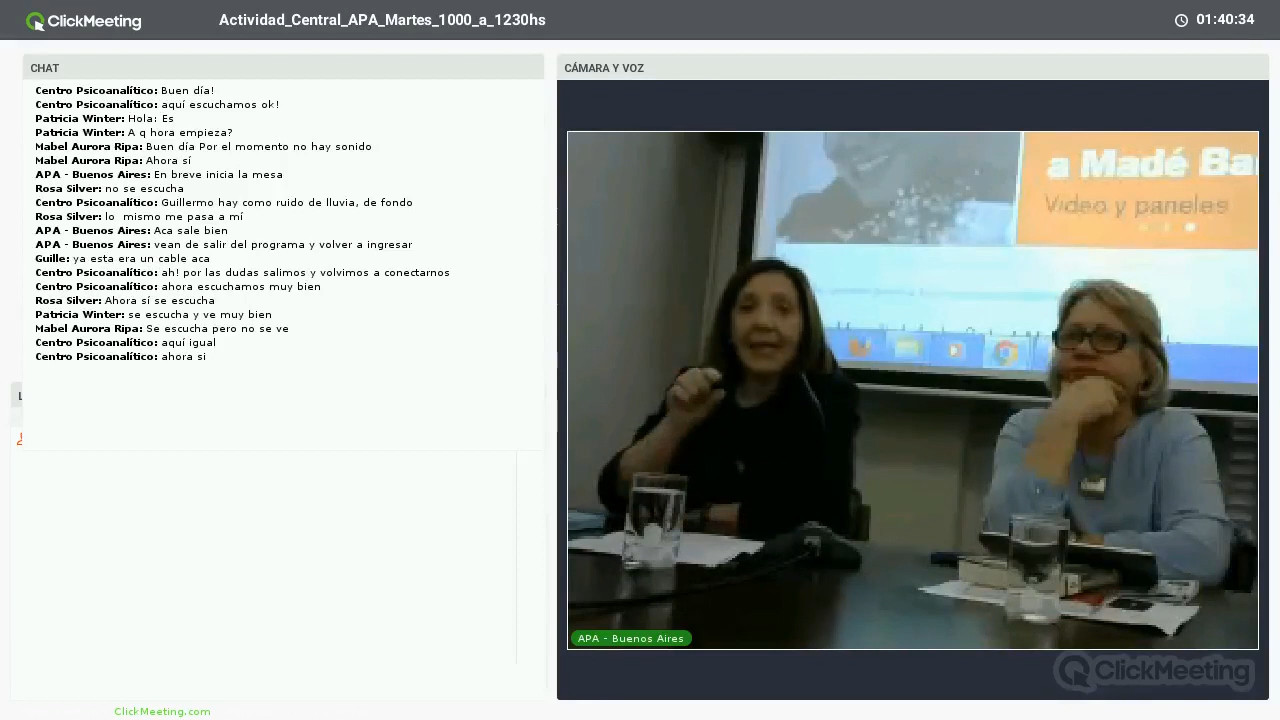 ClickMeeting
Actividad_Central_APA_Martes_1000_a_1230hs
01:40:34
CHAT
Centro Psicoanalítico: Buen día!
Centro Psicoanalítico: aquí escuchamos ok!
Patricia Winter: Hola: Es
Patricia Winter: A q hora empieza?
Mabel Aurora Ripa: Buen día Por el momento no hay sonido
Mabel Aurora Ripa: Ahora sí
APA - Buenos Aires: En breve inicia la mesa
Rosa Silver: no se escucha
Centro Psicoanalítico: Guillermo hay como ruido de lluvia, de fondo
Rosa Silver: lo mismo me pasa a mí
APA - Buenos Aires: Aca sale bien
APA - Buenos Aires: vean de salir del programa y volver a ingresar
Guille: ya esta era un cable aca
Centro Psicoanalítico: ah! por las dudas salimos y volvimos a conectarnos
Centro Psicoanalítico: ahora escuchamos muy bien
Rosa Silver: Ahora sí se escucha
Patricia Winter: se escucha y ve muy bien
Mabel Aurora Ripa: Se escucha pero no se ve
Centro Psicoanalítico: aquí igual
Centro Psicoanalítico: ahora si
CÁMARA Y VOZ
a Madé Ba
Video y paneles
APA - Buenos Aires
ClickMeeting
ClickMeeting.com